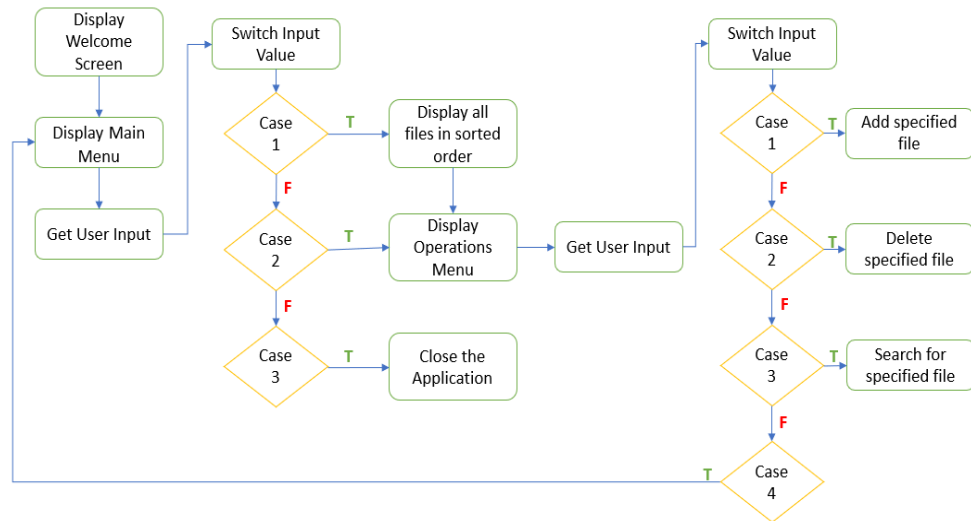 Display
Welcome
Screen
Display Main
Menu
Get User Input
Switch Input
Value
Case
1
T
Display all
files in sorted
order
F
Case
2
T
Display
Operations
Menu
Get User Input
F
Case
3
T
Close the
Application
Switch Input
Value
Case
1
T
Add specified
file
F
Case
2
T
Delete
specified file
F
Case
3
T
Search for
specified file
F
Case
4
T